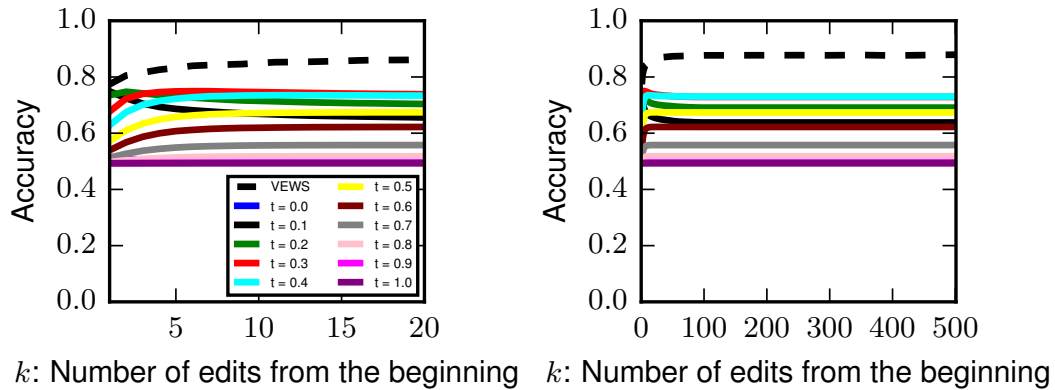 1.0
0.8
0.6
0.4
0.2
0.0
Accuracy
5
10
15
20
k: Number of edits from the beginning
VEWS
t = 0.0
t = 0.1
t = 0.2
t = 0.3
t = 0.4
t = 0.5
t = 0.6
t = 0.7
t = 0.8
t = 0.9
t = 1.0
1.0
0.8
0.6
0.4
0.2
0.0
Accuracy
0
100
200
300
400
500
k: Number of edits from the beginning